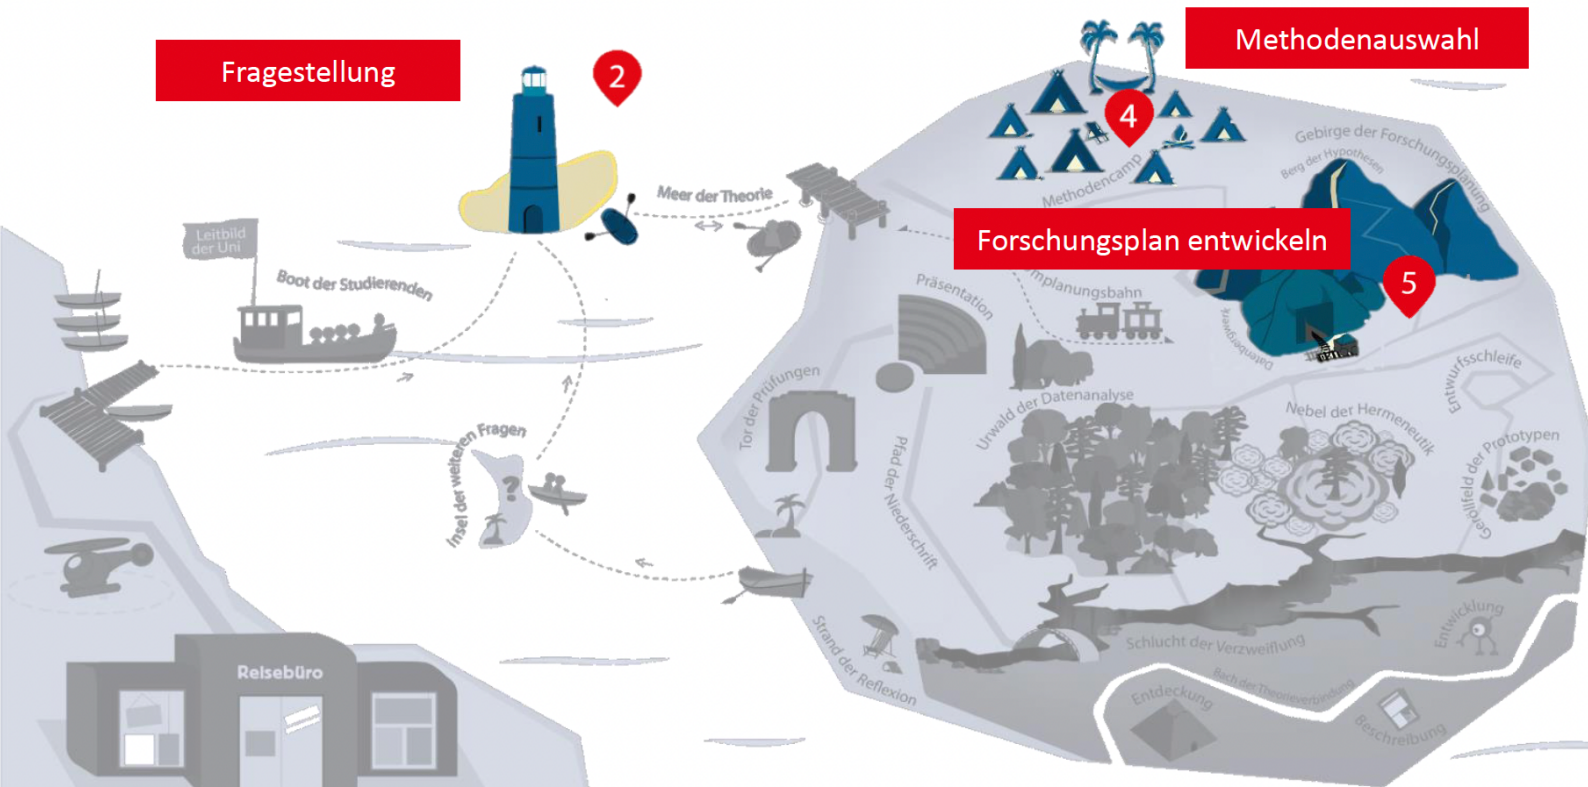 Fragestellung
2
Methodenauswahl
4
Gebirge der Forschungsplanung
Berg der Hypothesen
Methodencamp
Meer der Theorie
Leitbild
der Uni
Boot der Studierenden
Forschungsplan entwickeln
5
Präsentation
mplanungsbahn
Datenbergwerk
Entwurfsschleife
Tor der Prüfungen
Urwald der Datenanalyse
Nebel der Hermeneutik
Insel der weiteren Fragen
?
Pfad der Niederschrift
Geröllfeld der Prototypen
Strand der Reflexion
Schlucht der Verzweiflung
Entwicklung
Reisebüro
Bach der Theorieverbindung
Entdeckung
Beschreibung